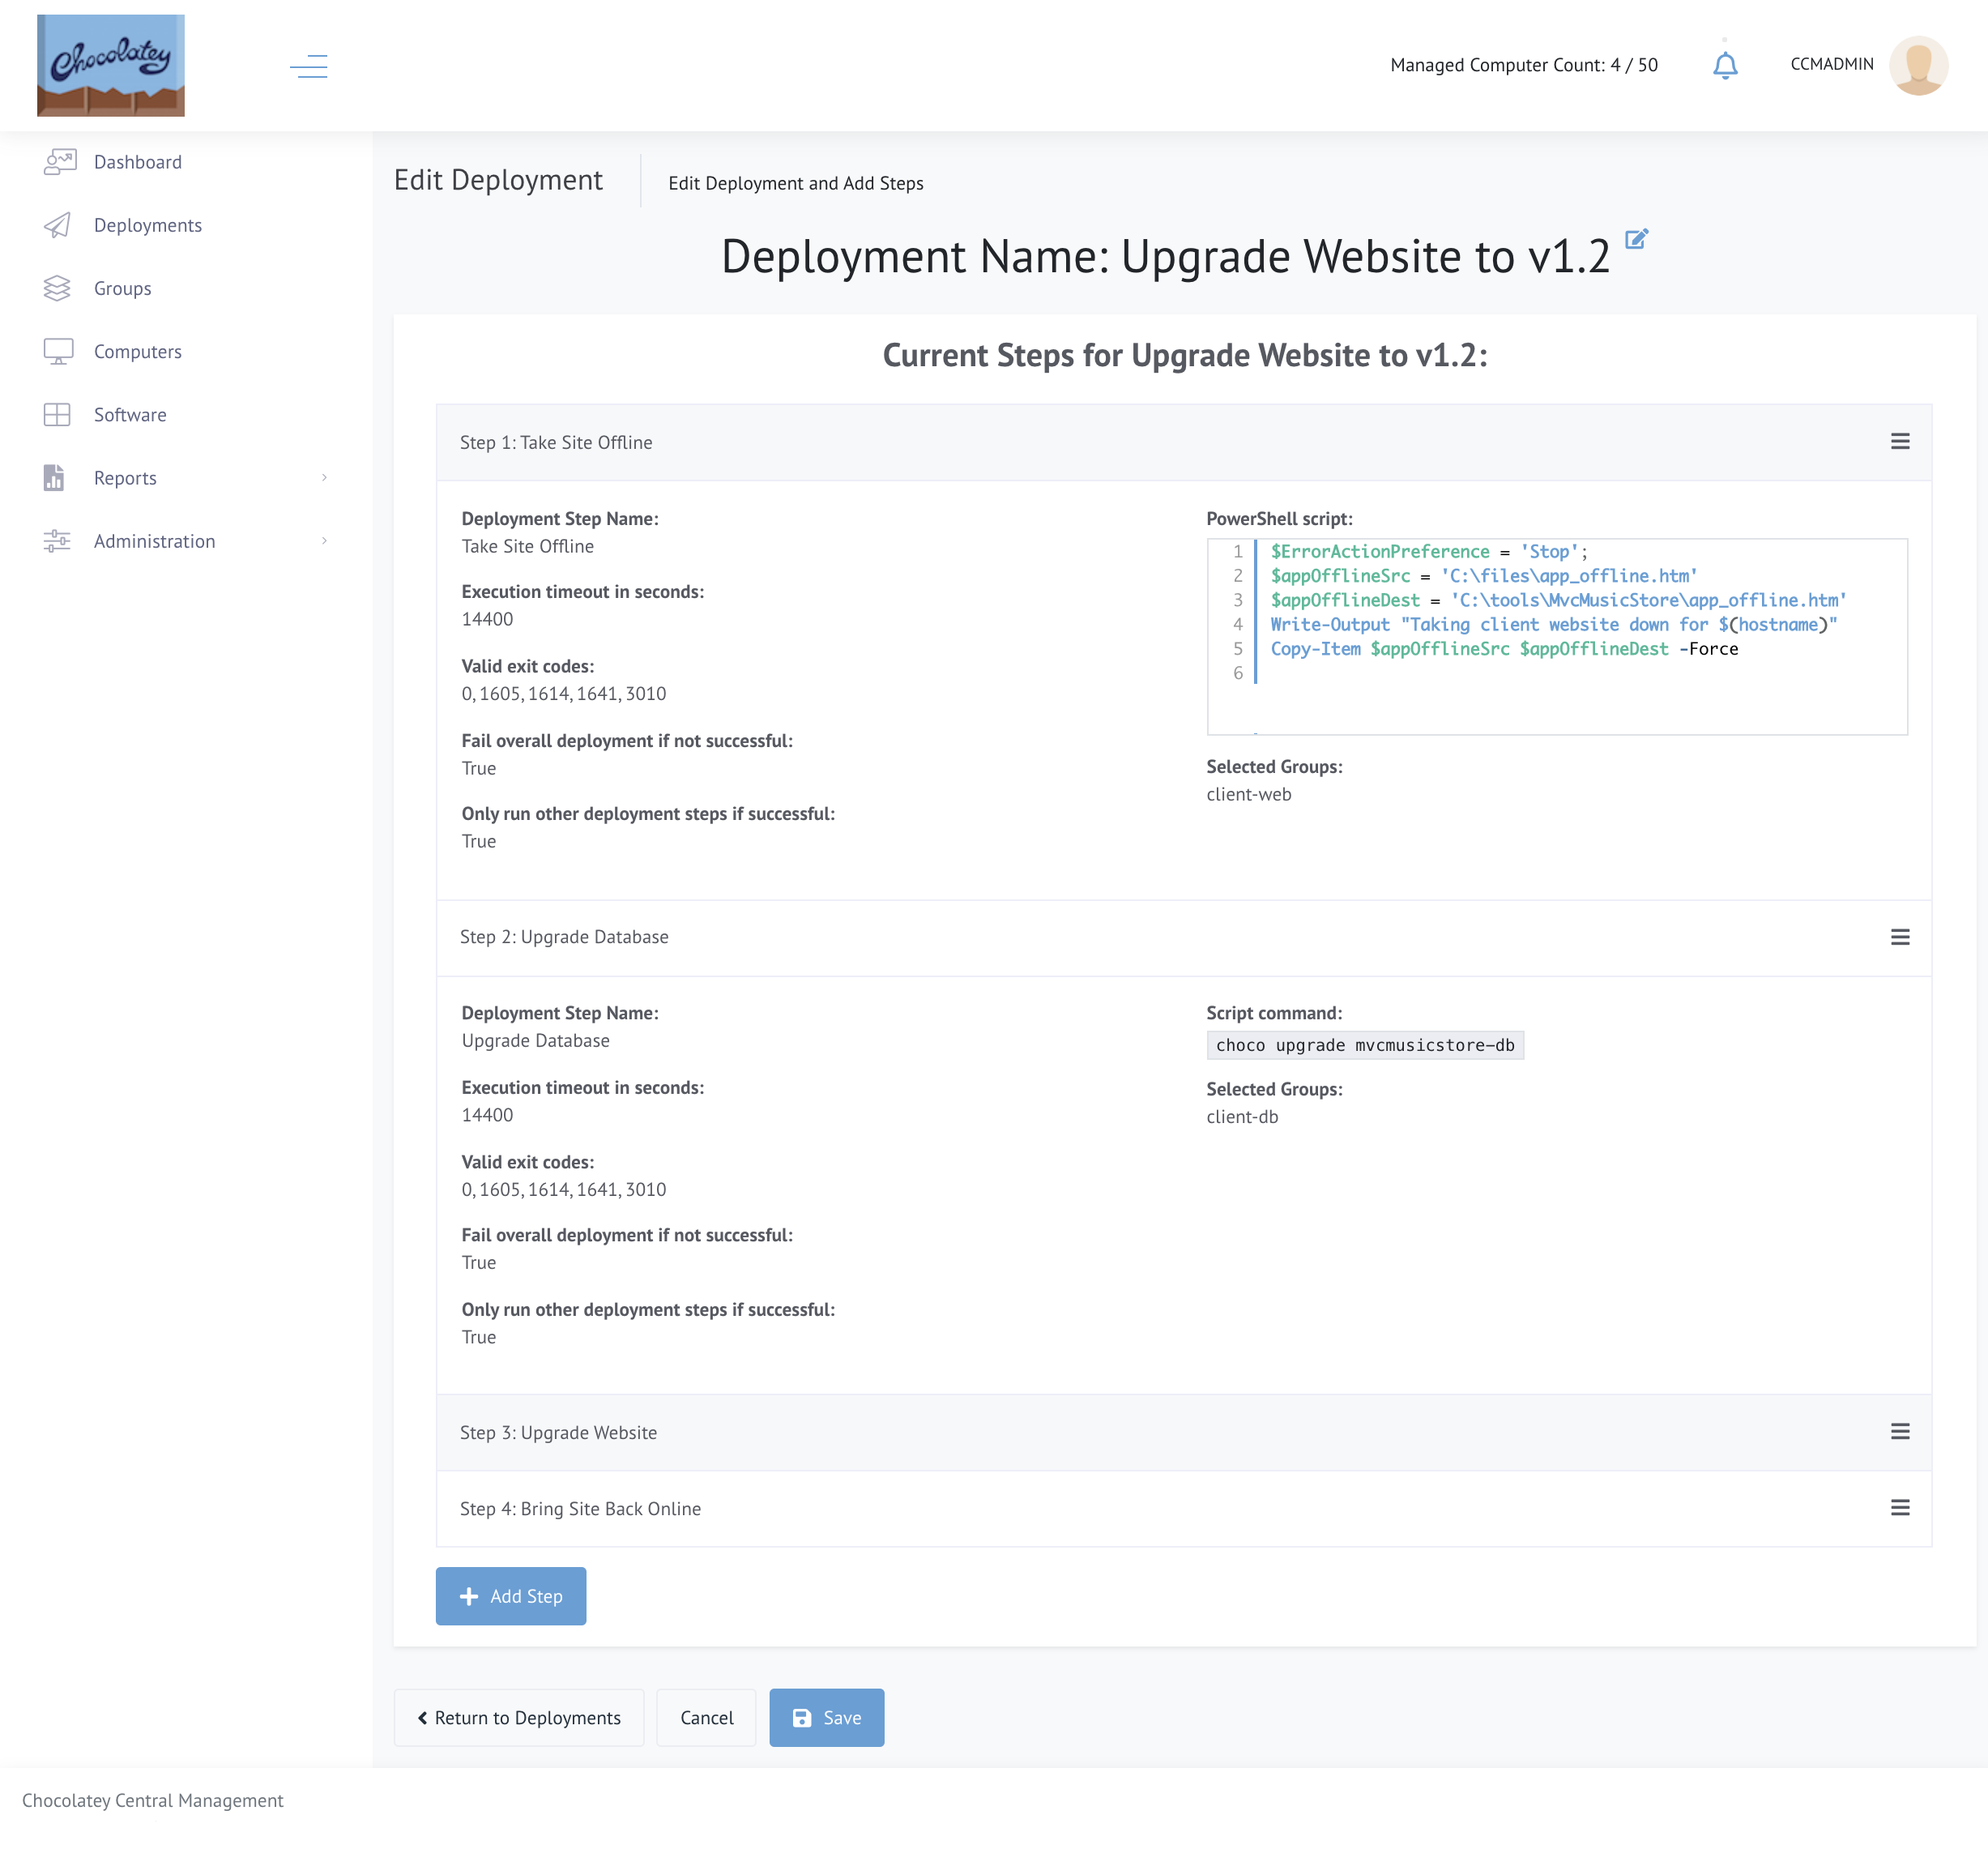 Chocolatey
Managed Computer Count: 4 / 50
CCMADMIN
Dashboard
Deployments
Groups
Computers
Software
Reports
Administration
Edit Deployment
Edit Deployment and Add Steps
Deployment Name: Upgrade Website to v1.2
Current Steps for Upgrade Website to v1.2:
Step 1: Take Site Offline
Deployment Step Name:
Take Site Offline
Execution timeout in seconds:
14400
Valid exit codes:
0, 1605, 1614, 1641, 3010
Fail overall deployment if not successful:
True
Only run other deployment steps if successful:
True
PowerShell script:
1 $ErrorActionPreference = 'Stop';
2 $appOfflineSrc = 'C:\files\app_offline.htm'
3 $appOfflineDest = 'C:\tools\MvcMusicStore\app_offline.htm'
4 Write-Output "Taking client website down for $(hostname)"
5 Copy-Item $appOfflineSrc $appOfflineDest -Force
6
Selected Groups:
client-web
Step 2: Upgrade Database
Deployment Step Name:
Upgrade Database
Execution timeout in seconds:
14400
Valid exit codes:
0, 1605, 1614, 1641, 3010
Fail overall deployment if not successful:
True
Only run other deployment steps if successful:
True
Script command:
choco upgrade mvcmusicstore-db
Selected Groups:
client-db
Step 3: Upgrade Website
Step 4: Bring Site Back Online
Add Step
Return to Deployments
Cancel
Save
Chocolatey Central Management